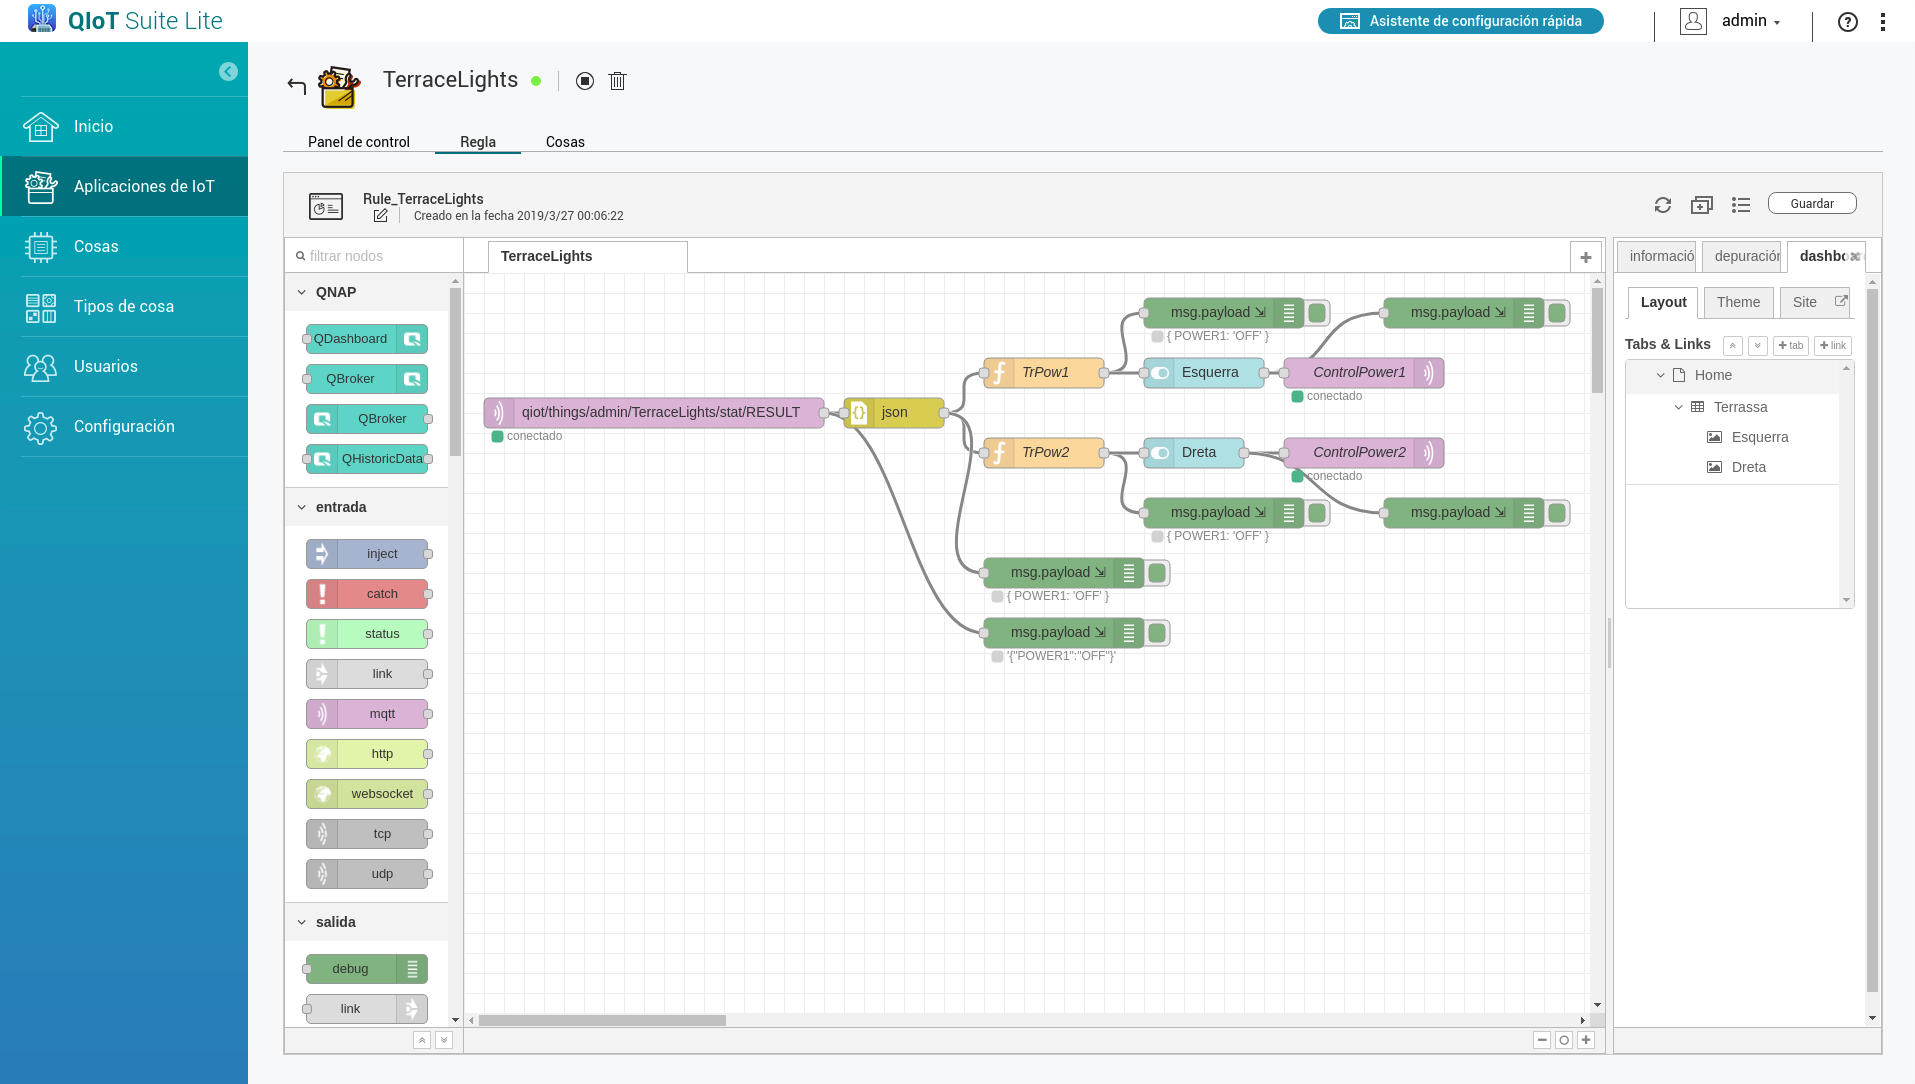 QIoT Suite Lite
Asistente de configuración rápida
admin
Inicio
Aplicaciones de IoT
Cosas
Tipos de cosa
Usuarios
Configuración
TerraceLights
Panel de control
Regla
Cosas
Rule_TerraceLights
Creado en la fecha 2019/3/27 00:06:22
Guardar
filtrar nodos
QNAP
QDashboard
QBroker
QBroker
QHistoricData
entrada
inject
catch
status
link
mqtt
http
websocket
tcp
udp
salida
debug
link
TerraceLights
msg.payload
{ POWER1: 'OFF' }
msg.payload
TrPow1
Esquerra
ControlPower1
conectado
qiot/things/admin/TerraceLights/stat/RESULT
conectado
json
TrPow2
Dreta
ControlPower2
conectado
msg.payload
{ POWER1: 'OFF' }
msg.payload
msg.payload
{ POWER1: 'OFF' }
msg.payload
'{"POWER1":"OFF"}'
informació
depuración
dashbo
Layout
Theme
Site
Tabs & Links
tab
link
Home
Terrassa
Esquerra
Dreta